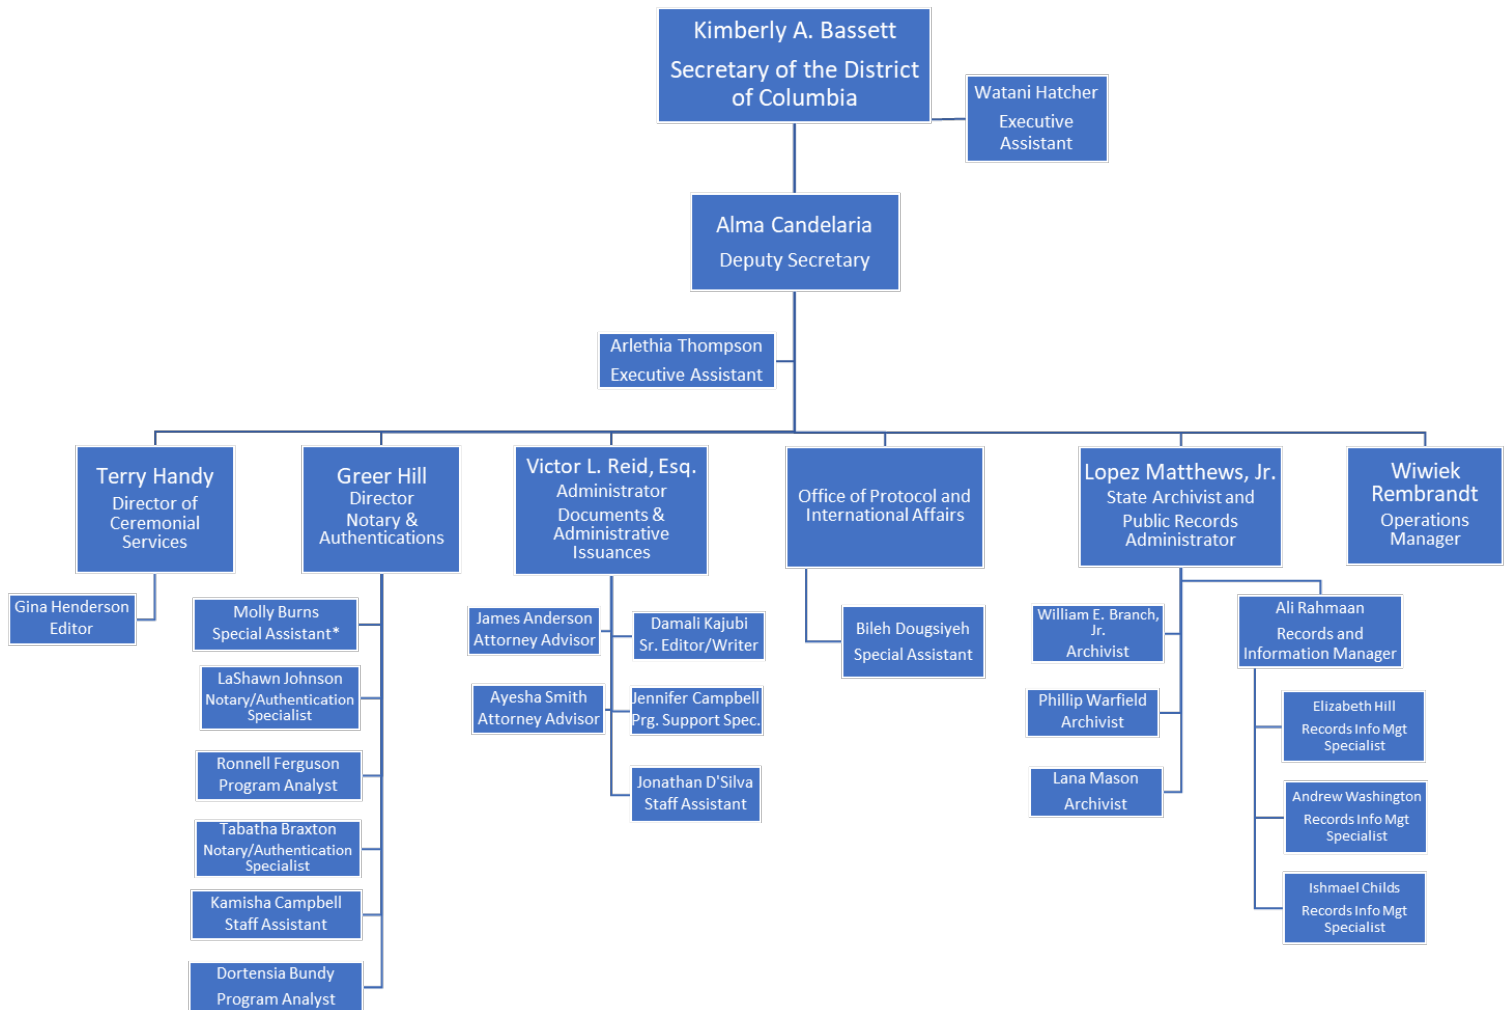 Kimberly A. Bassett
Secretary of the District
of Columbia
Watani Hatcher
Executive
Assistant
Alma Candelaria
Deputy Secretary
Arlethia Thompson
Executive Assistant
Terry Handy
Director of
Ceremonial
Services
Greer Hill
Director
Notary &
Authentications
Victor L. Reid, Esq.
Administrator
Documents &
Administrative
Issuances
Office of Protocol and
International Affairs
Lopez Matthews, Jr.
State Archivist and
Public Records
Administrator
Wiwiek
Rembrandt
Operations
Manager
Gina Henderson
Editor
Molly Burns
Special Assistant*
LaShawn Johnson
Notary/Authentication
Specialist
Ronnell Ferguson
Program Analyst
Tabatha Braxton
Notary/Authentication
Specialist
Kamisha Campbell
Staff Assistant
Dortensia Bundy
Program Analyst
James Anderson
Attorney Advisor
Ayesha Smith
Attorney Advisor
Damali Kajubi
Sr. Editor/Writer
Jennifer Campbell
Prg. Support Spec.
Jonathan D'Silva
Staff Assistant
Bileh Dougsiyeh
Special Assistant
William E. Branch,
Jr.
Archivist
Phillip Warfield
Archivist
Lana Mason
Archivist
Ali Rahmaan
Records and
Information Manager
Elizabeth Hill
Records Info Mgt
Specialist
Andrew Washington
Records Info Mgt
Specialist
Ishmael Childs
Records Info Mgt
Specialist